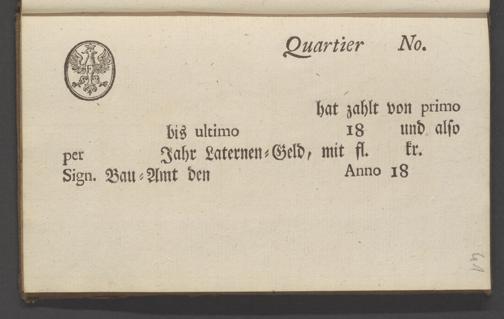 Quartier No.
hat zahlt von primo
bis ultimo 18 und also
per Jahr Laternen-Geld, mit fl. kr.
Sign. Bau-Amt den Anno 18
41